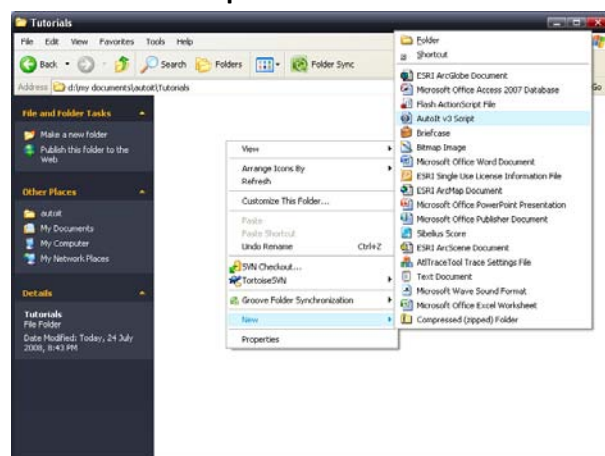 Tutorials
File Edit View Favorites Tools Help
Back Search Folders Folder Sync
Address d:\my documents\autoit\Tutorials Go
File and Folder Tasks
Make a new folder
Publish this folder to the
Web
Other Places
autoit
My Documents
My Computer
My Network Places
Details
Tutorials
File Folder
Date Modified: Today, 24 July
2008, 8:43 PM
View
Arrange Icons By
Refresh
Customize This Folder...
Paste
Paste Shortcut
Undo Rename Ctrl+Z
SVN Checkout...
TortoiseSVN
Groove Folder Synchronization
New
Properties
Folder
Shortcut
ESRI ArcGlobe Document
Microsoft Office Access 2007 Database
Flash ActionScript File
AutoIt v3 Script
Briefcase
Bitmap Image
Microsoft Office Word Document
ESRI Single Use License Information File
ESRI ArcMap Document
Microsoft Office PowerPoint Presentation
Microsoft Office Publisher Document
Sibelius Score
ESRI ArcScene Document
AtlTraceTool Trace Settings File
Text Document
Microsoft Wave Sound Format
Microsoft Office Excel Worksheet
Compressed (zipped) Folder